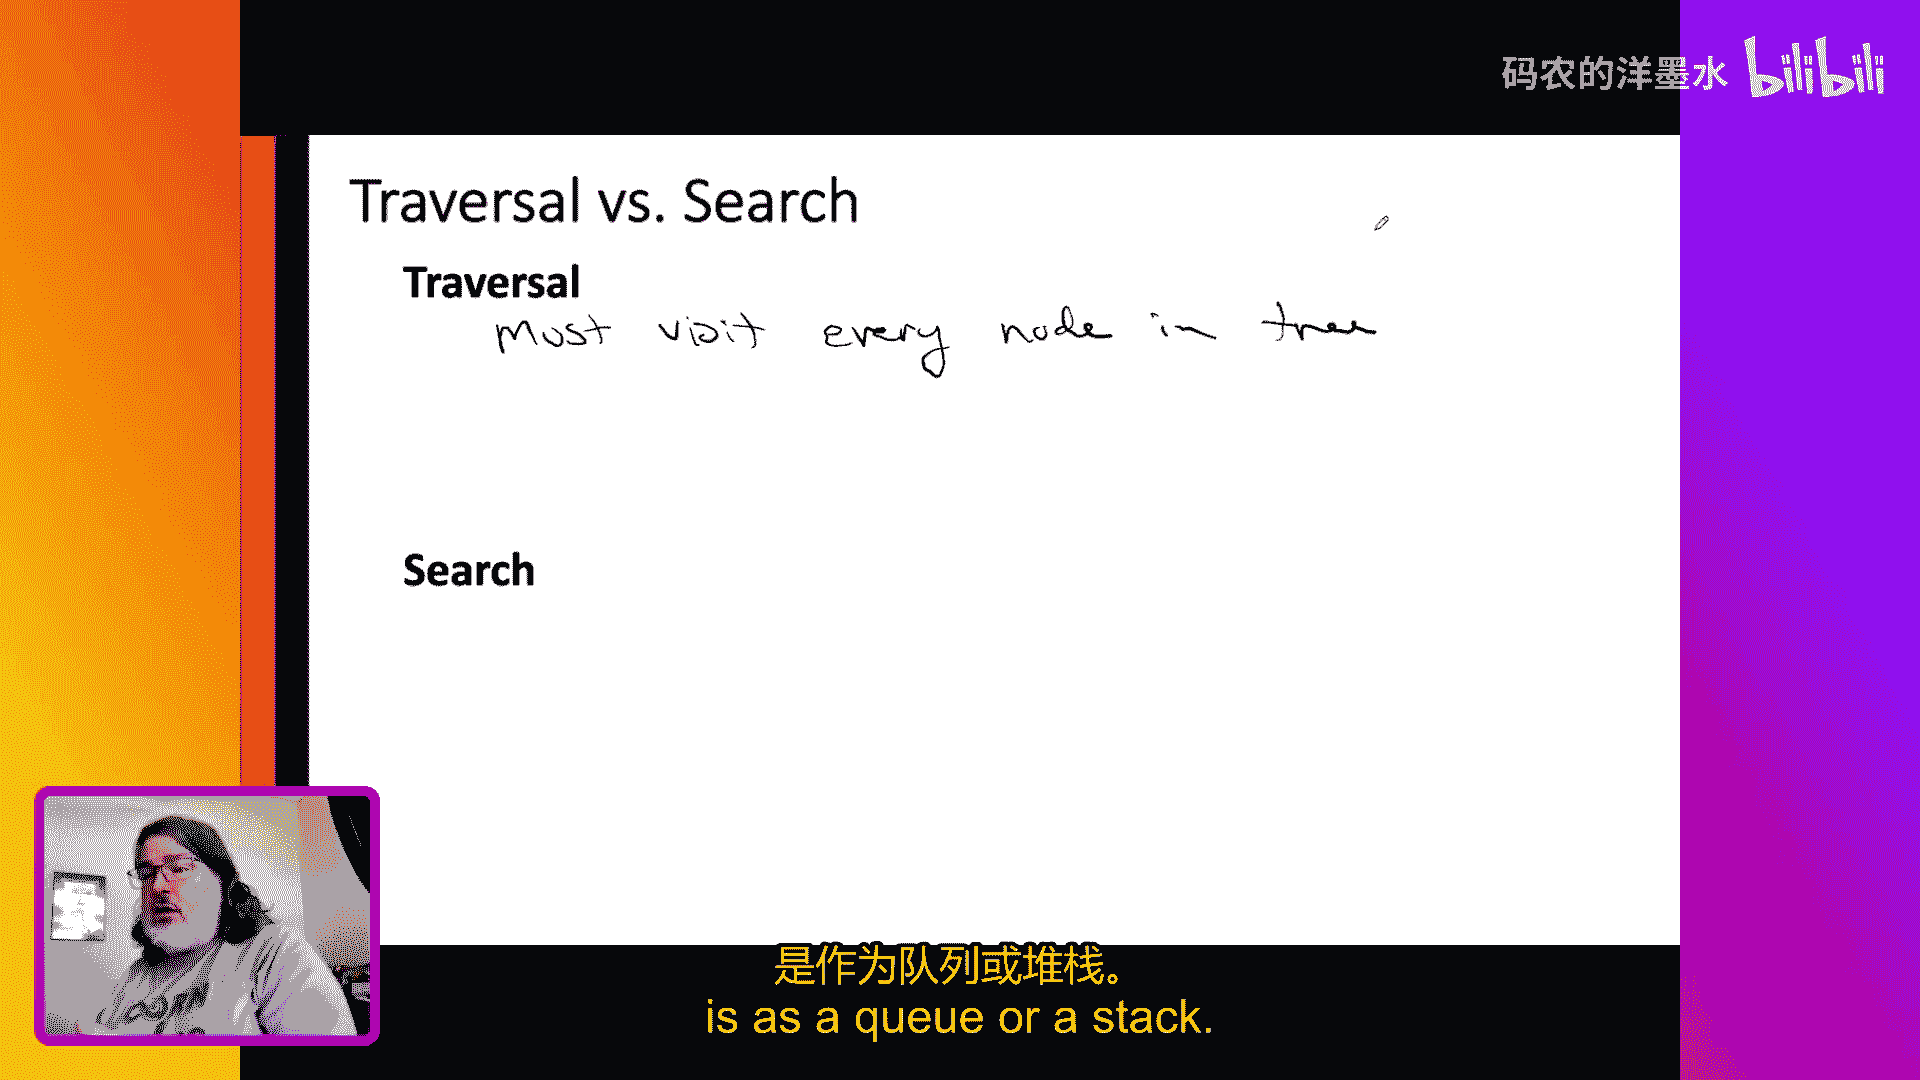 码农的洋墨水 bilibili
Traversal vs. Search
Traversal
Must visit every node in tree
Search
是作为队列或堆栈。
is as a queue or a stack.